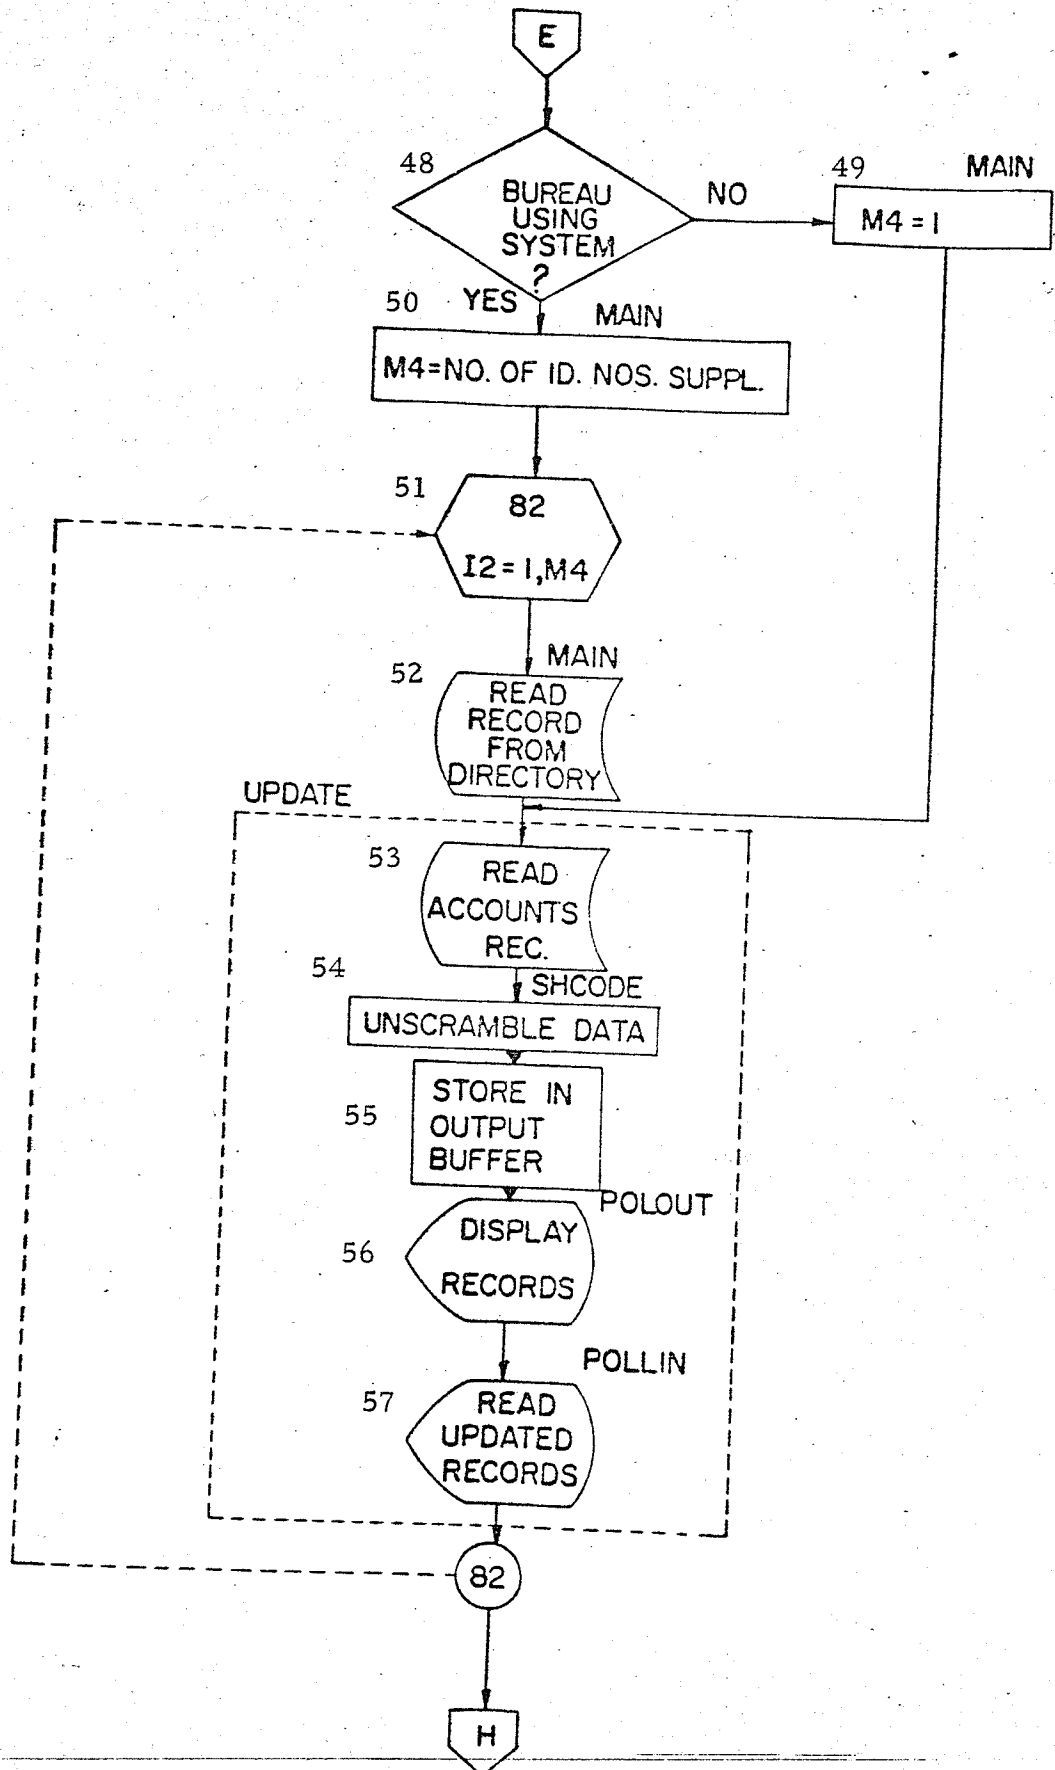 E
48
BUREAU
USING
SYSTEM
?
NO
49
MAIN
M4=1
YES
50
MAIN
M4=NO. OF ID. NOS. SUPPL.
51
82
I2=1,M4
MAIN
52
READ
RECORD
FROM
DIRECTORY
UPDATE
53
READ
ACCOUNTS
REC.
54
SHCODE
UNSCRAMBLE DATA
55
STORE IN
OUTPUT
BUFFER
POLOUT
56
DISPLAY
RECORDS
POLLIN
57
READ
UPDATED
RECORDS
82
H